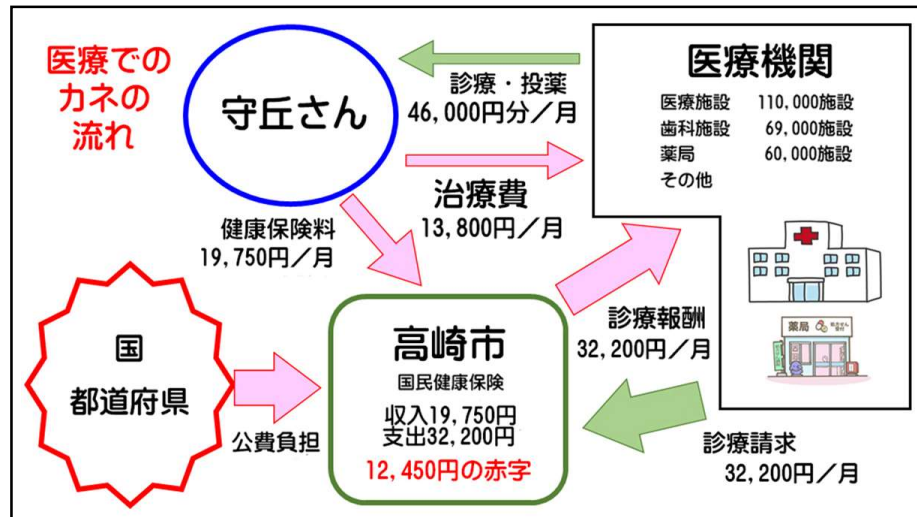 医療での
カネの
流れ
守丘さん
診療・投薬
46,000円分／月
治療費
13,800円／月
健康保険料
19,750円／月
医療機関
医療施設 110,000施設
歯科施設 69,000施設
薬局 60,000施設
その他
薬局
国
都道府県
公費負担
高崎市
国民健康保険
収入19,750円
支出32,200円
12,450円の赤字
診療報酬
32,200円／月
診療請求
32,200円／月